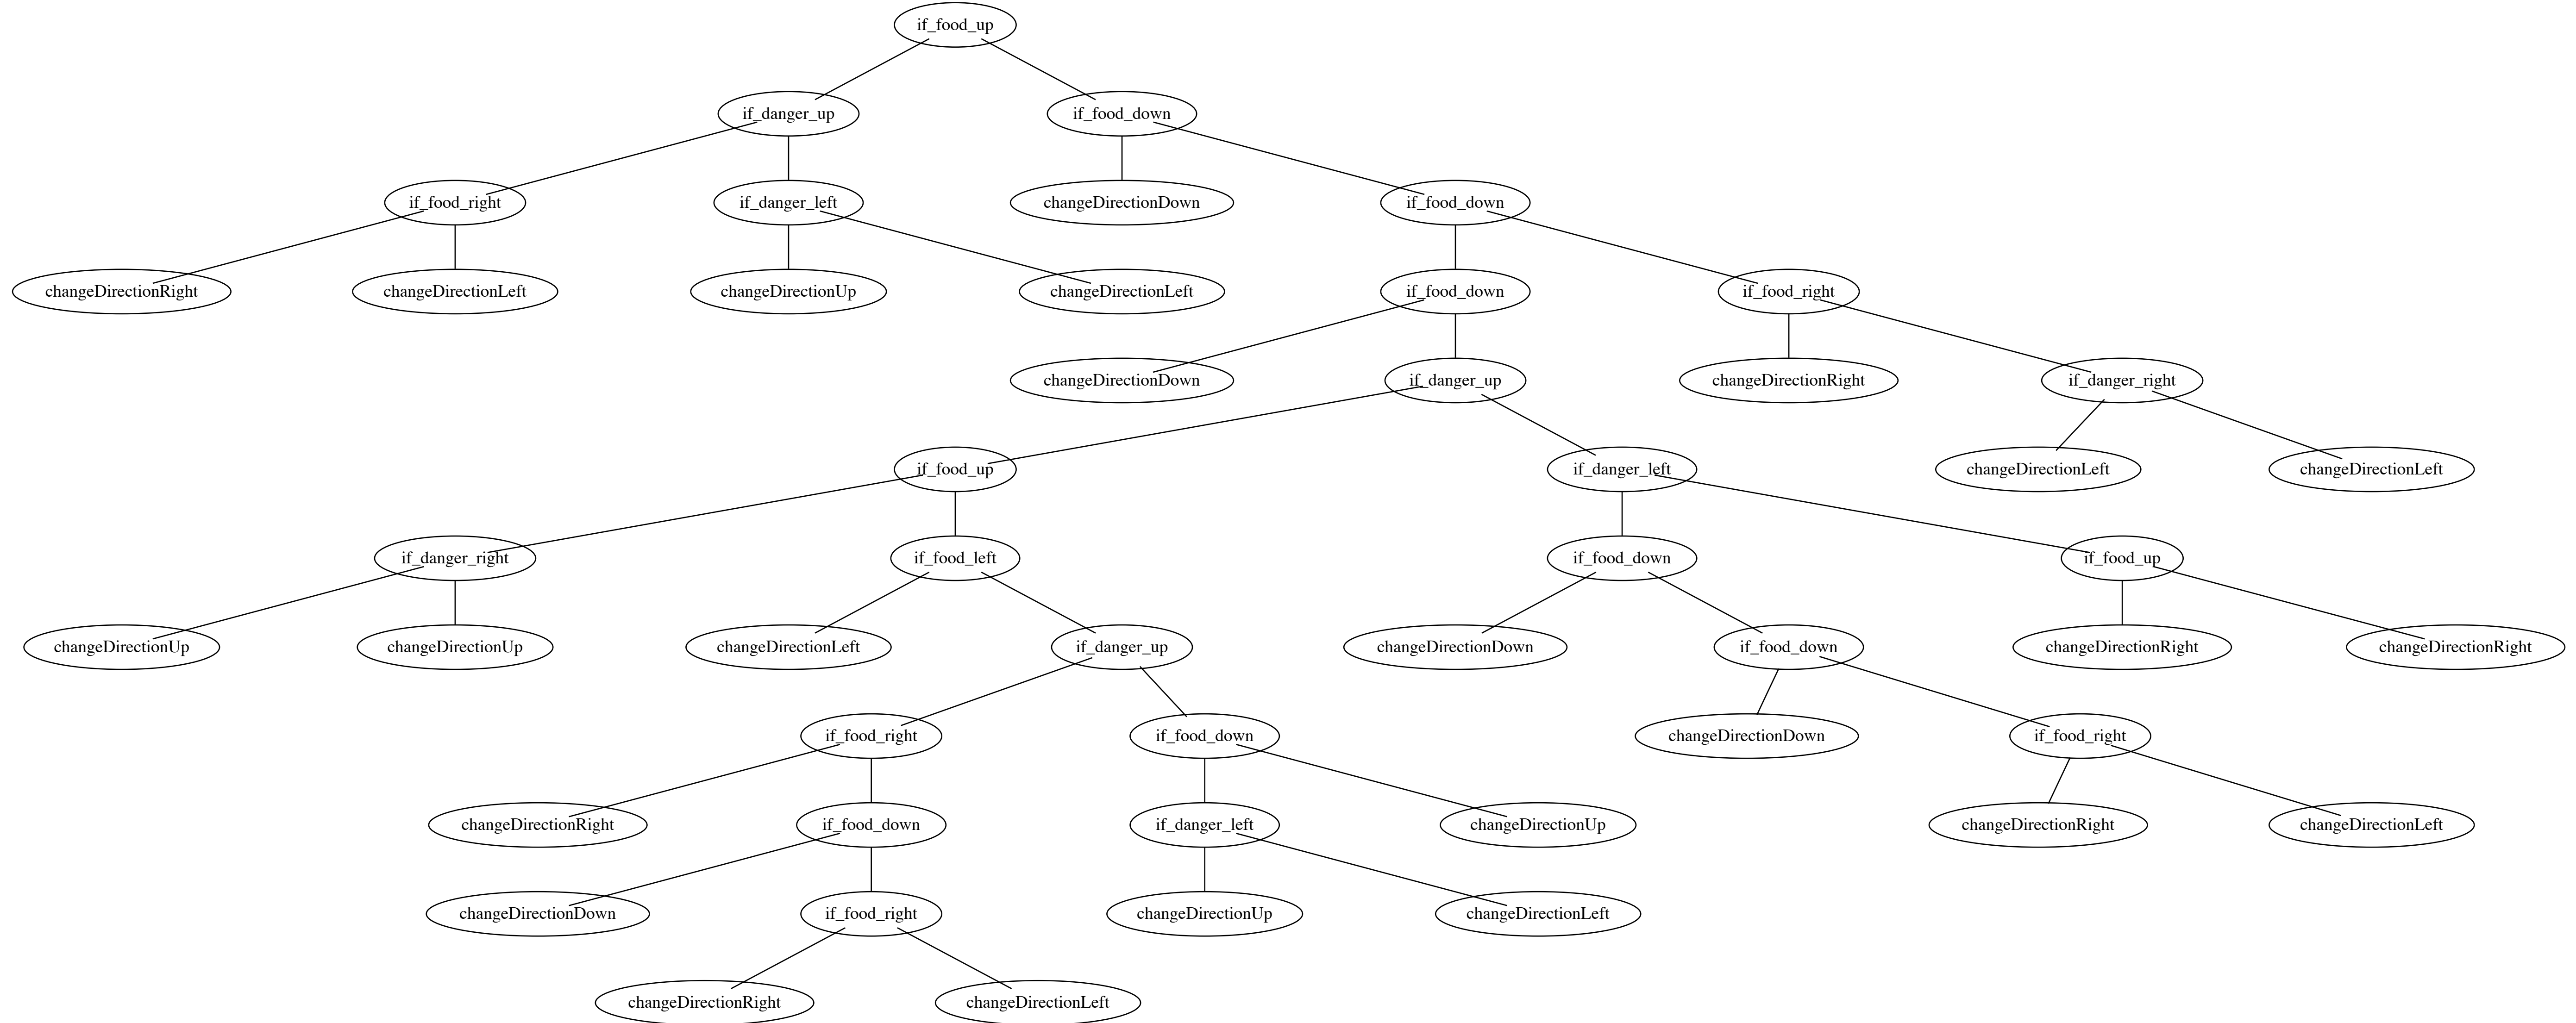 if_food_up
if_danger_up
if_food_down
if_food_right
if_danger_left
changeDirectionDown
if_food_down
changeDirectionRight
changeDirectionLeft
changeDirectionUp
changeDirectionLeft
if_food_down
if_food_right
changeDirectionDown
if_danger_up
changeDirectionRight
if_danger_right
if_food_up
if_danger_left
changeDirectionLeft
changeDirectionLeft
if_danger_right
if_food_left
if_food_down
if_food_up
changeDirectionUp
changeDirectionUp
changeDirectionLeft
if_danger_up
changeDirectionDown
if_food_down
changeDirectionRight
changeDirectionRight
if_food_right
if_food_down
changeDirectionDown
if_food_right
changeDirectionRight
if_food_down
if_danger_left
changeDirectionUp
changeDirectionRight
changeDirectionLeft
changeDirectionDown
if_food_right
changeDirectionUp
changeDirectionLeft
changeDirectionRight
changeDirectionLeft